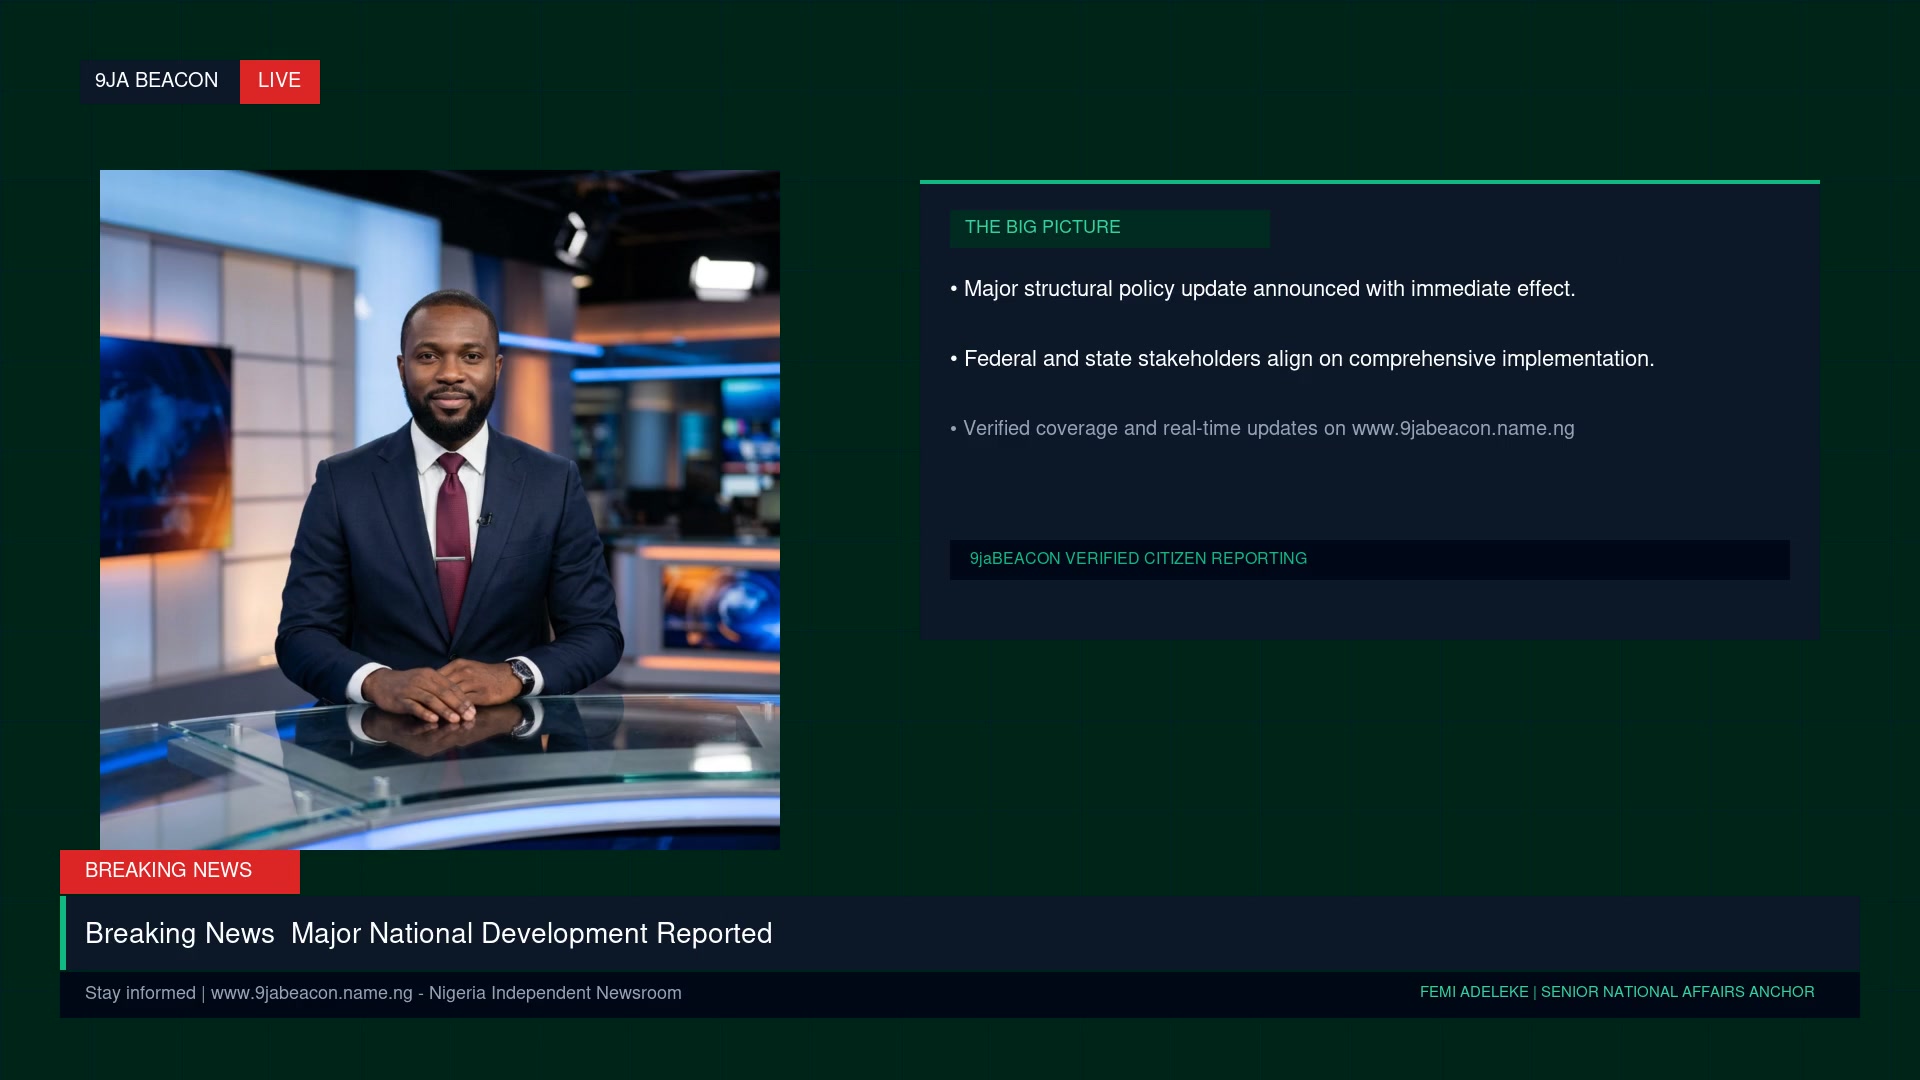 9JA BEACON LIVE
THE BIG PICTURE
• Major structural policy update announced with immediate effect.
• Federal and state stakeholders align on comprehensive implementation.
• Verified coverage and real-time updates on www.9jabeacon.name.ng
9jaBEACON VERIFIED CITIZEN REPORTING
BREAKING NEWS
Breaking News  Major National Development Reported
Stay informed | www.9jabeacon.name.ng - Nigeria Independent Newsroom
FEMI ADELEKE | SENIOR NATIONAL AFFAIRS ANCHOR